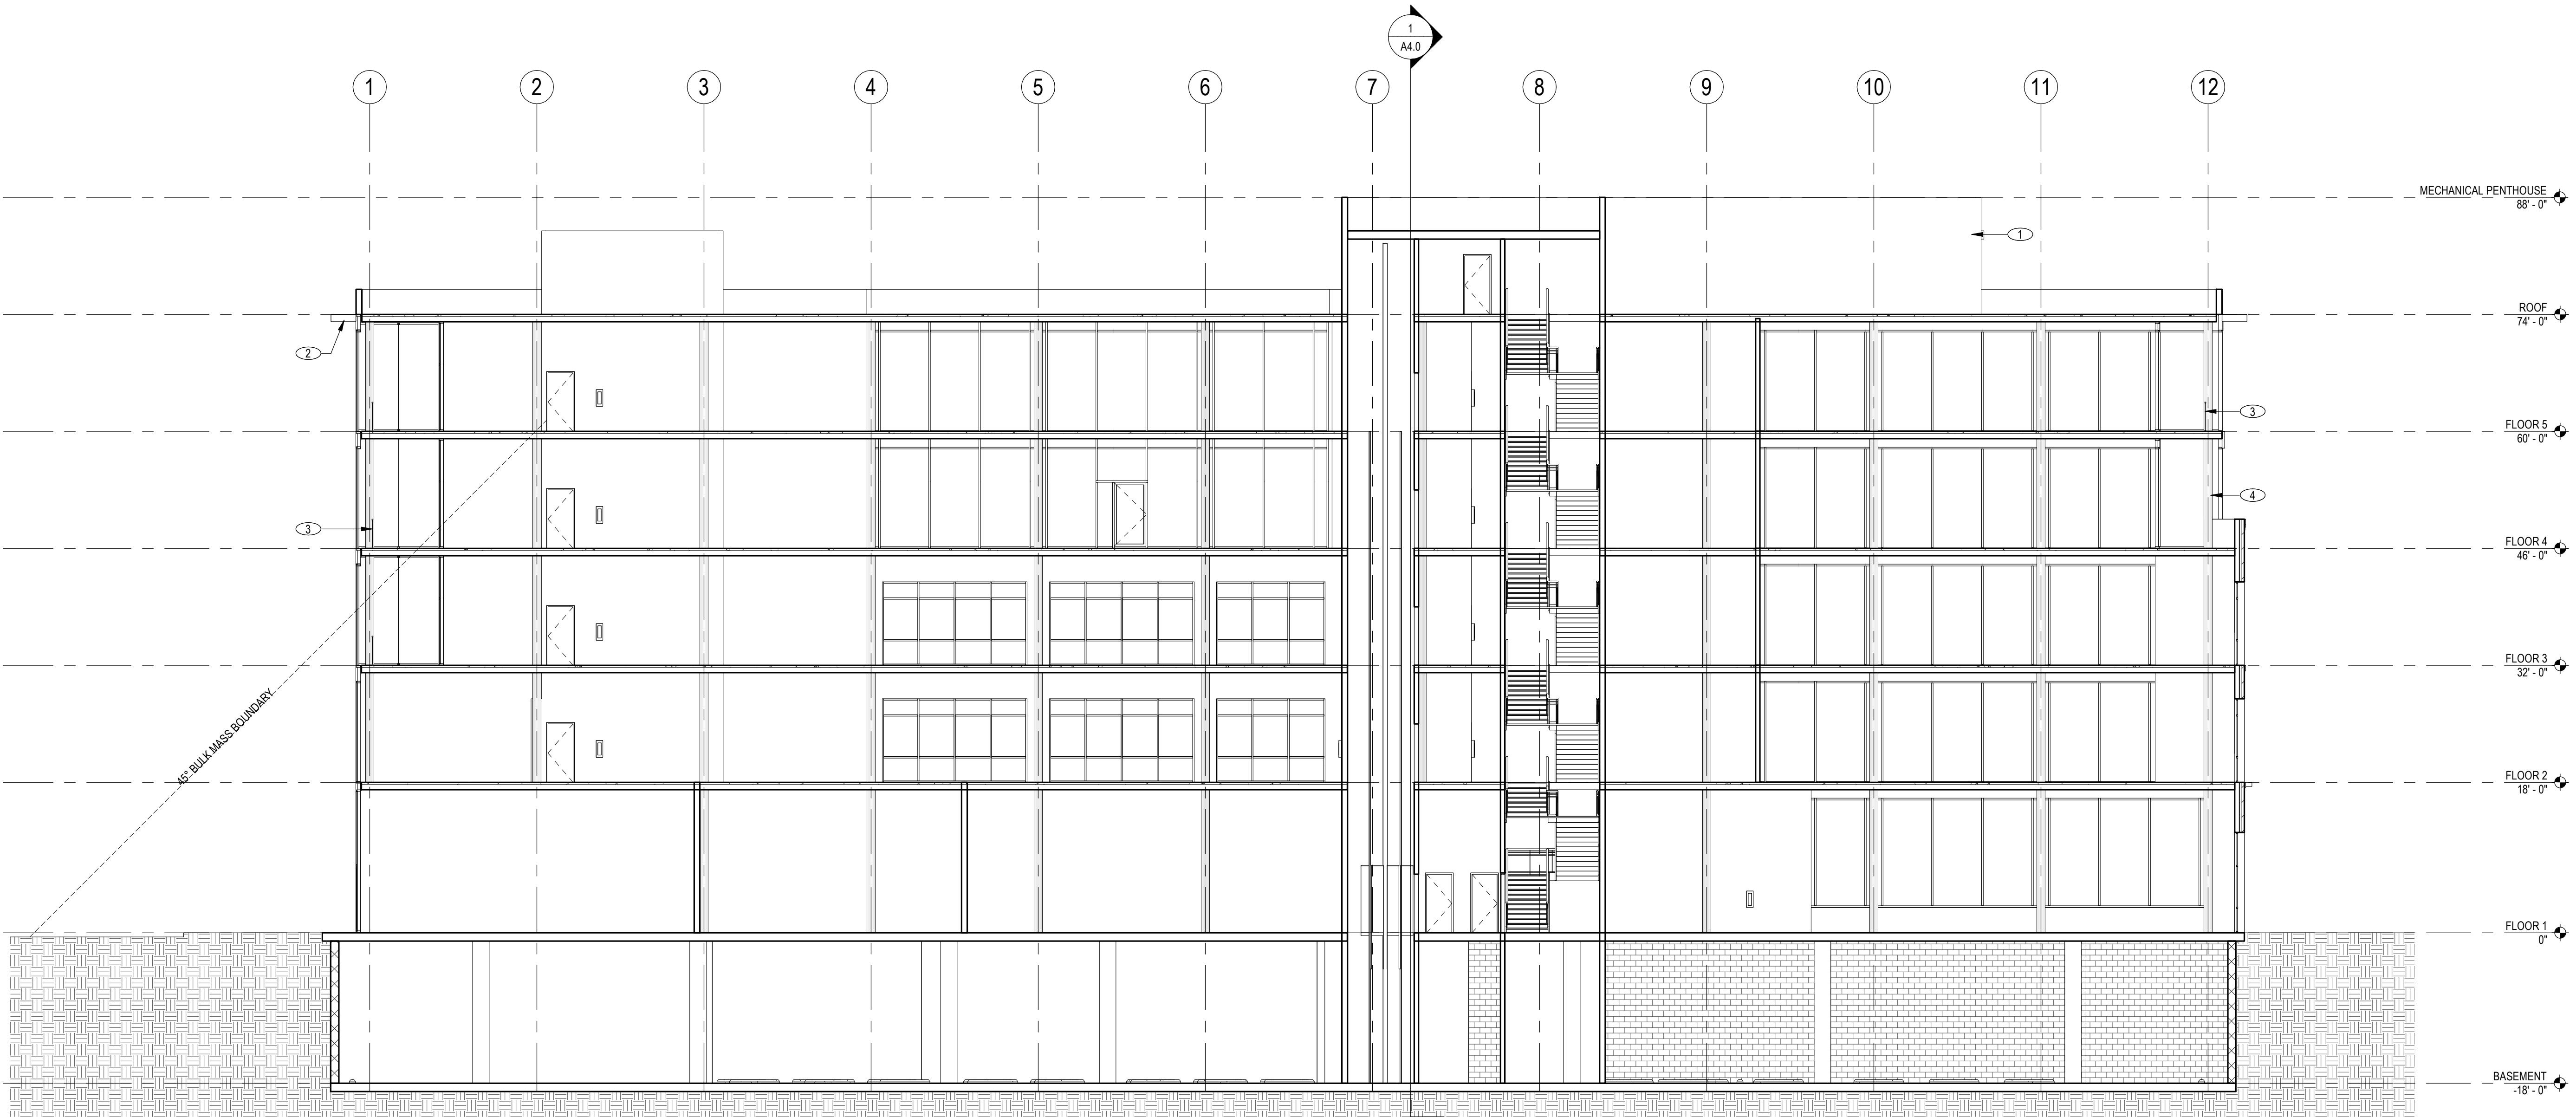 1
A4.0
1 2 3 4 5 6 7 8 9 10 11 12
MECHANICAL PENTHOUSE
88' - 0"
1
ROOF
74' - 0"
2
3
FLOOR 5
60' - 0"
4
3
FLOOR 4
46' - 0"
FLOOR 3
32' - 0"
45° BULK MASS BOUNDARY
FLOOR 2
18' - 0"
FLOOR 1
0"
BASEMENT
-18' - 0"